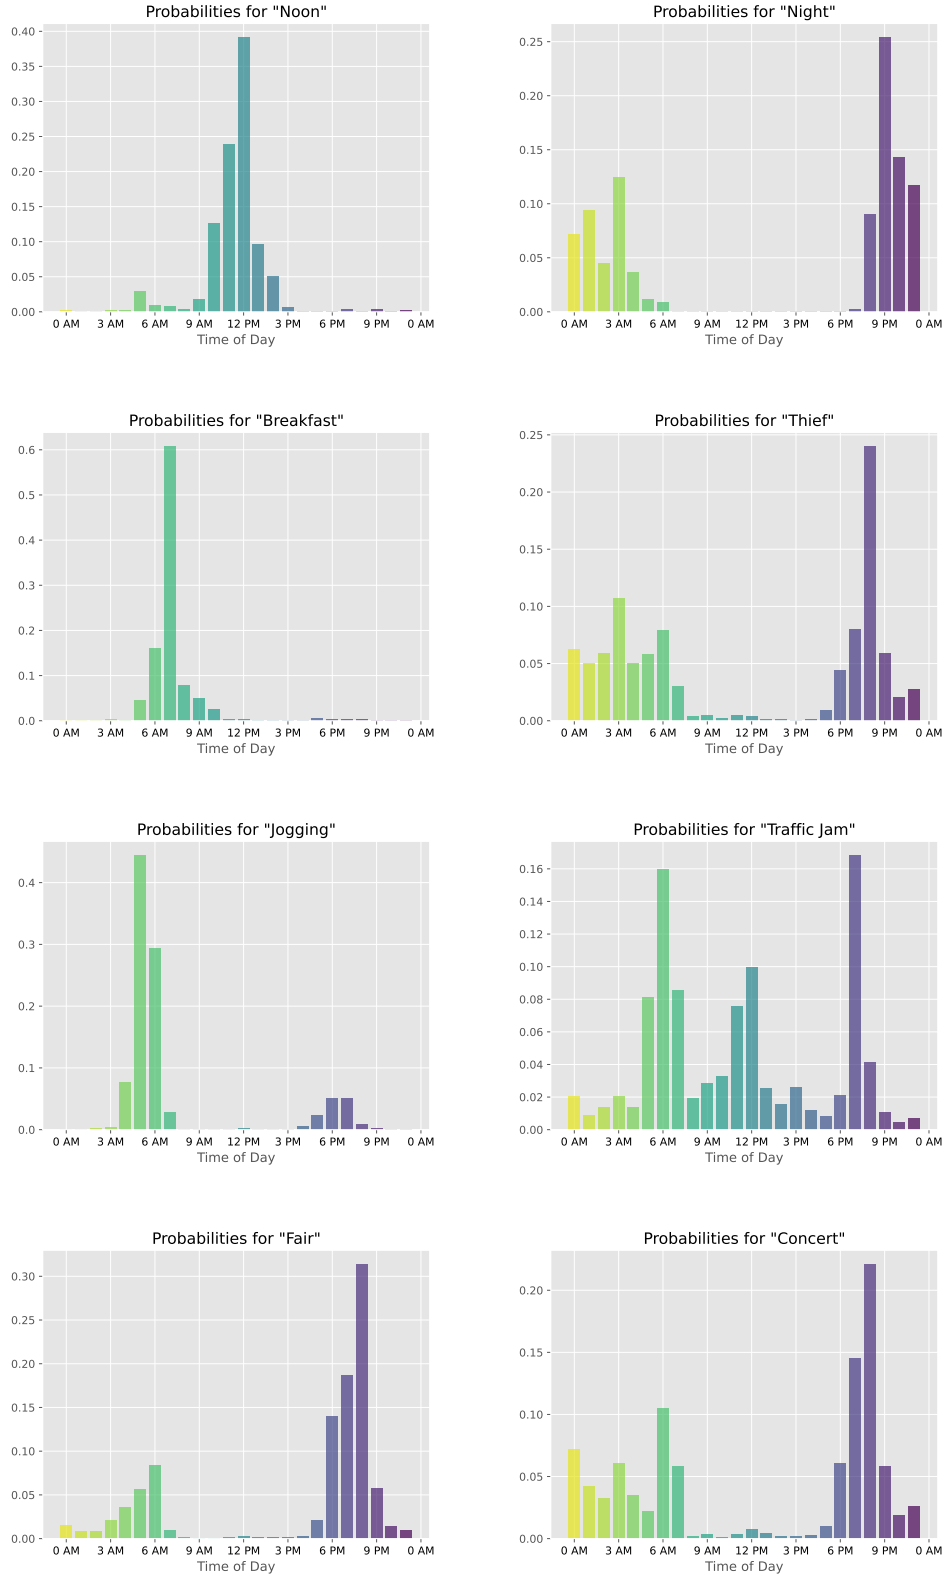 Probabilities for "Noon"
0.40
0.35
0.30
0.25
0.20
0.15
0.10
0.05
0.00
0 AM 3 AM 6 AM 9 AM 12 PM 3 PM 6 PM 9 PM 0 AM
Time of Day
Probabilities for "Night"
0.25
0.20
0.15
0.10
0.05
0.00
0 AM 3 AM 6 AM 9 AM 12 PM 3 PM 6 PM 9 PM 0 AM
Time of Day
Probabilities for "Breakfast"
0.6
0.5
0.4
0.3
0.2
0.1
0.0
0 AM 3 AM 6 AM 9 AM 12 PM 3 PM 6 PM 9 PM 0 AM
Time of Day
Probabilities for "Thief"
0.25
0.20
0.15
0.10
0.05
0.00
0 AM 3 AM 6 AM 9 AM 12 PM 3 PM 6 PM 9 PM 0 AM
Time of Day
Probabilities for "Jogging"
0.4
0.3
0.2
0.1
0.0
0 AM 3 AM 6 AM 9 AM 12 PM 3 PM 6 PM 9 PM 0 AM
Time of Day
Probabilities for "Traffic Jam"
0.16
0.14
0.12
0.10
0.08
0.06
0.04
0.02
0.00
0 AM 3 AM 6 AM 9 AM 12 PM 3 PM 6 PM 9 PM 0 AM
Time of Day
Probabilities for "Fair"
0.30
0.25
0.20
0.15
0.10
0.05
0.00
0 AM 3 AM 6 AM 9 AM 12 PM 3 PM 6 PM 9 PM 0 AM
Time of Day
Probabilities for "Concert"
0.20
0.15
0.10
0.05
0.00
0 AM 3 AM 6 AM 9 AM 12 PM 3 PM 6 PM 9 PM 0 AM
Time of Day